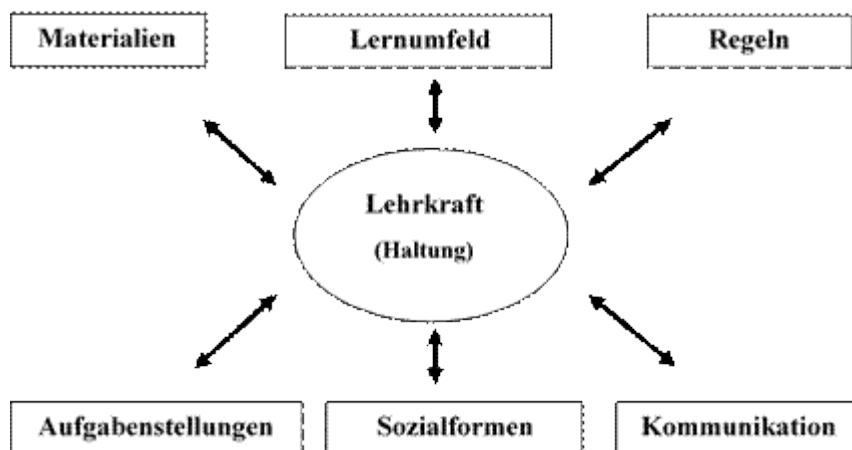 Materialien
Lernumfeld
Regeln
Lehrkraft
(Haltung)
Aufgabenstellungen
Sozialformen
Kommunikation